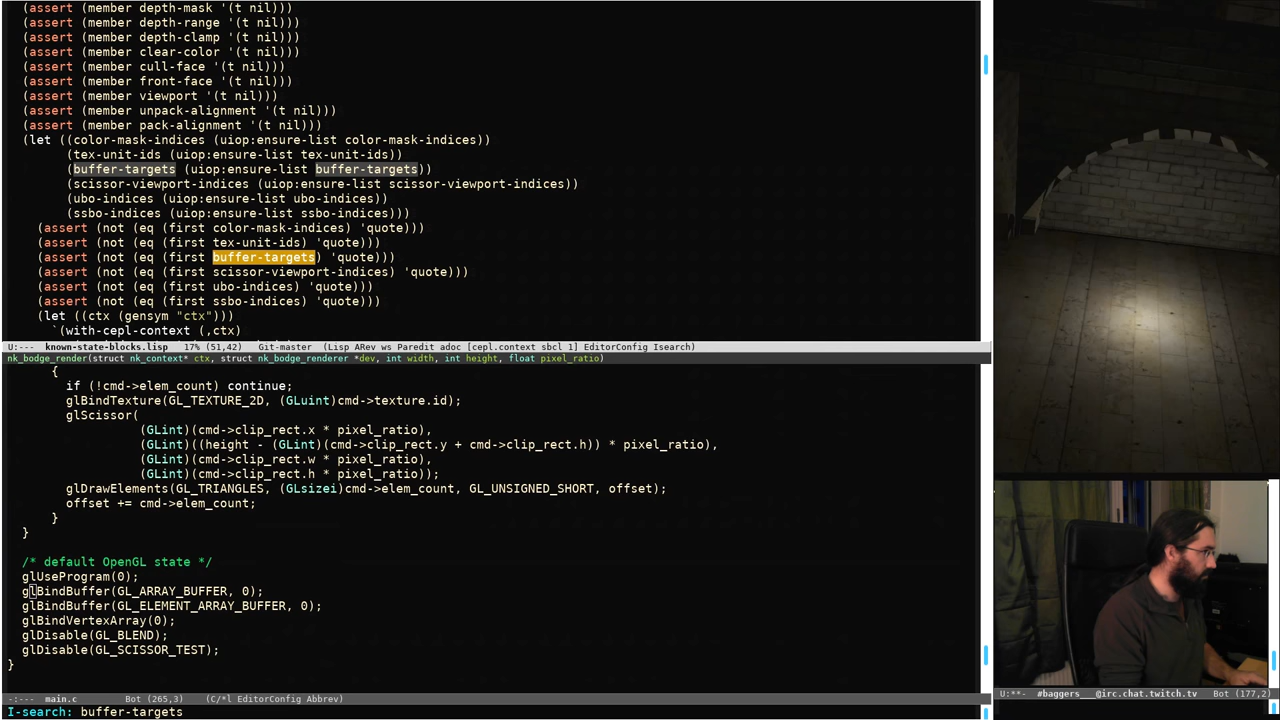 (assert (member depth-mask '(t nil)))
(assert (member depth-range '(t nil)))
(assert (member depth-clamp '(t nil)))
(assert (member clear-color '(t nil)))
(assert (member cull-face '(t nil)))
(assert (member front-face '(t nil)))
(assert (member viewport '(t nil)))
(assert (member unpack-alignment '(t nil)))
(assert (member pack-alignment '(t nil)))
(let ((color-mask-indices (uiop:ensure-list color-mask-indices))
(tex-unit-ids (uiop:ensure-list tex-unit-ids))
(buffer-targets (uiop:ensure-list buffer-targets))
(scissor-viewport-indices (uiop:ensure-list scissor-viewport-indices))
(ubo-indices (uiop:ensure-list ubo-indices))
(ssbo-indices (uiop:ensure-list ssbo-indices)))
(assert (not (eq (first color-mask-indices) 'quote)))
(assert (not (eq (first tex-unit-ids) 'quote)))
(assert (not (eq (first buffer-targets) 'quote)))
(assert (not (eq (first scissor-viewport-indices) 'quote)))
(assert (not (eq (first ubo-indices) 'quote)))
(assert (not (eq (first ssbo-indices) 'quote)))
(let ((ctx (gensym "ctx")))
`(with-cepl-context (,ctx)
U:--- known-state-blocks.lisp 17% (51,42) Git-master (Lisp ARev ws Paredit adoc [cepl.context sbcl 1] EditorConfig Isearch)
nk_bodge_render(struct nk_context* ctx, struct nk_bodge_renderer *dev, int width, int height, float pixel_ratio)
{
if (!cmd->elem_count) continue;
glBindTexture(GL_TEXTURE_2D, (GLuint)cmd->texture.id);
glScissor(
(GLint)(cmd->clip_rect.x * pixel_ratio),
(GLint)((height - (GLint)(cmd->clip_rect.y + cmd->clip_rect.h)) * pixel_ratio),
(GLint)(cmd->clip_rect.w * pixel_ratio),
(GLint)(cmd->clip_rect.h * pixel_ratio));
glDrawElements(GL_TRIANGLES, (GLsizei)cmd->elem_count, GL_UNSIGNED_SHORT, offset);
offset += cmd->elem_count;
}
}
/* default OpenGL state */
glUseProgram(0);
glBindBuffer(GL_ARRAY_BUFFER, 0);
glBindBuffer(GL_ELEMENT_ARRAY_BUFFER, 0);
glBindVertexArray(0);
glDisable(GL_BLEND);
glDisable(GL_SCISSOR_TEST);
}
-:--- main.c Bot (265,3) (C/*l EditorConfig Abbrev)
U:**- #baggers___@irc.chat.twitch.tv Bot (177,2)
I-search: buffer-targets